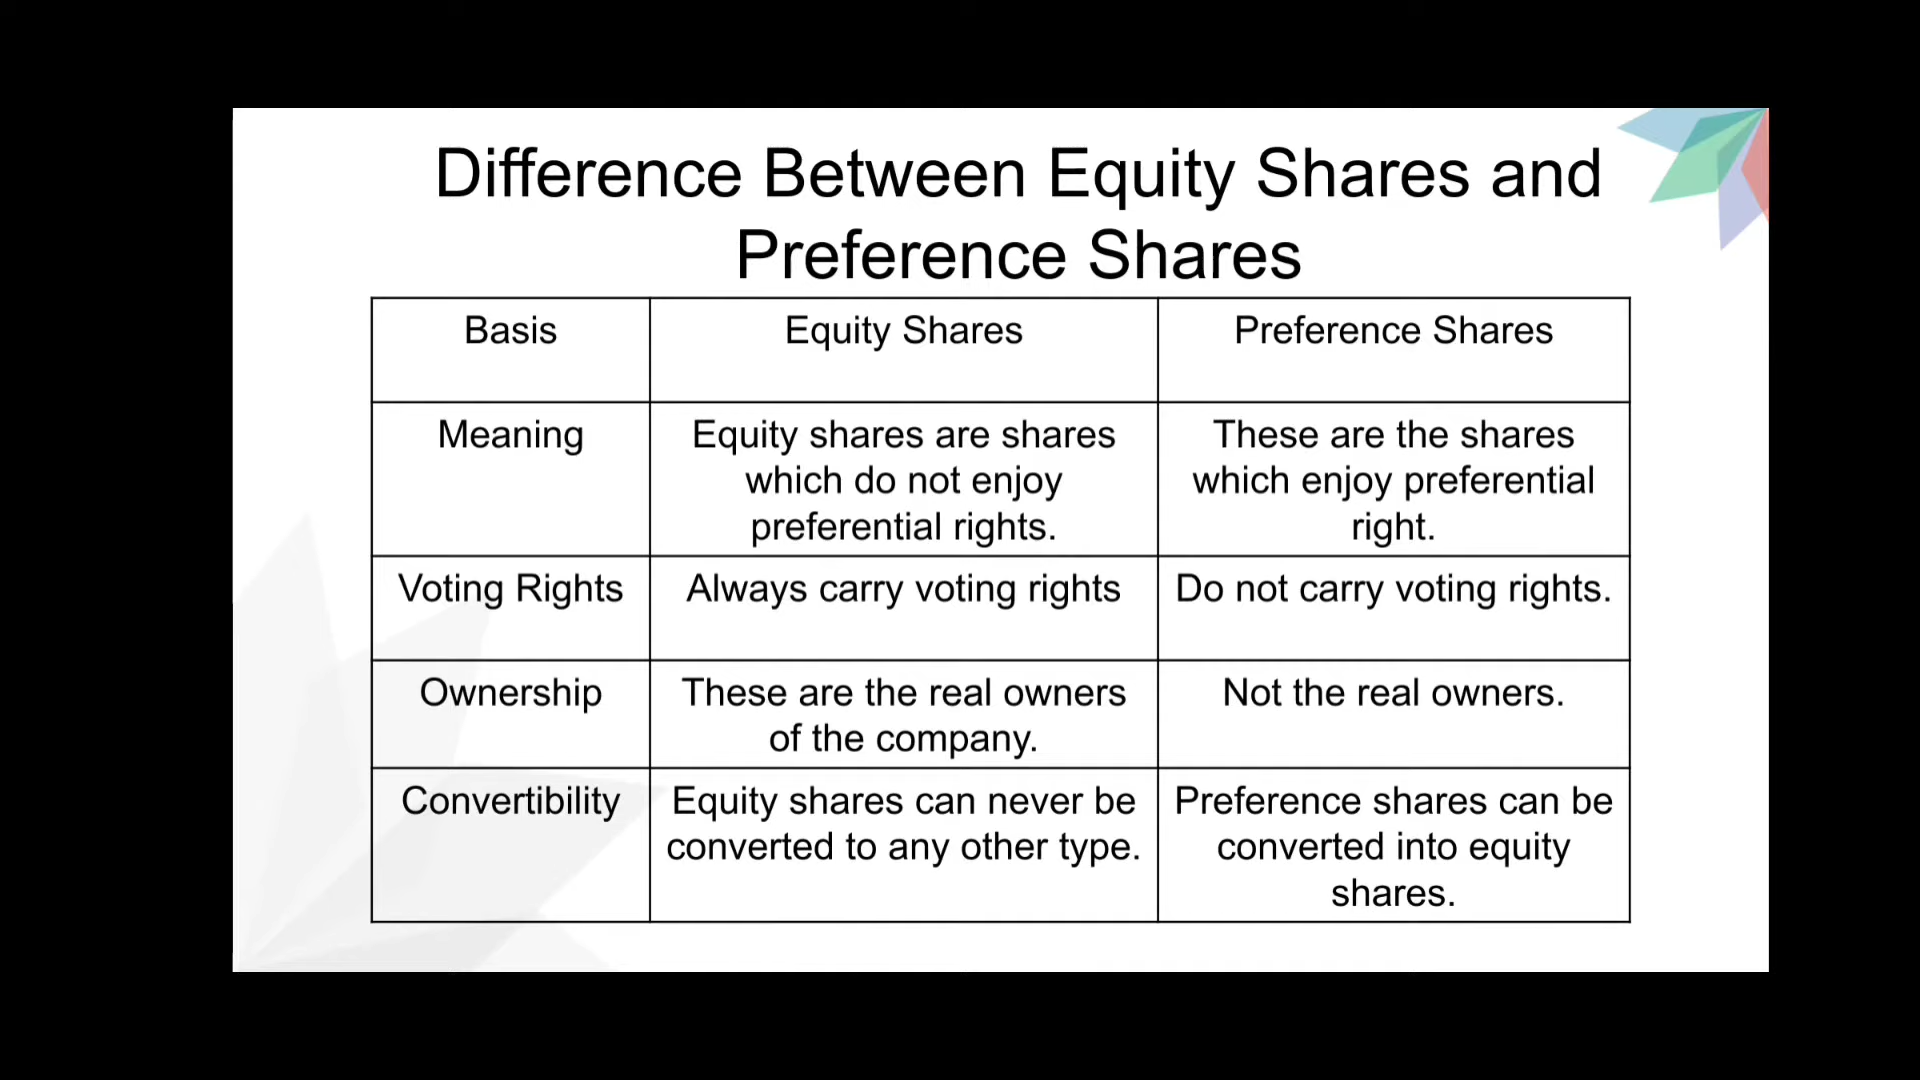 Difference Between Equity Shares and
Preference Shares
Basis
Equity Shares
Preference Shares
Meaning
Equity shares are shares
which do not enjoy
preferential rights.
These are the shares
which enjoy preferential
right.
Voting Rights
Always carry voting rights
Do not carry voting rights.
Ownership
These are the real owners
of the company.
Not the real owners.
Convertibility
Equity shares can never be
converted to any other type.
Preference shares can be
converted into equity
shares.